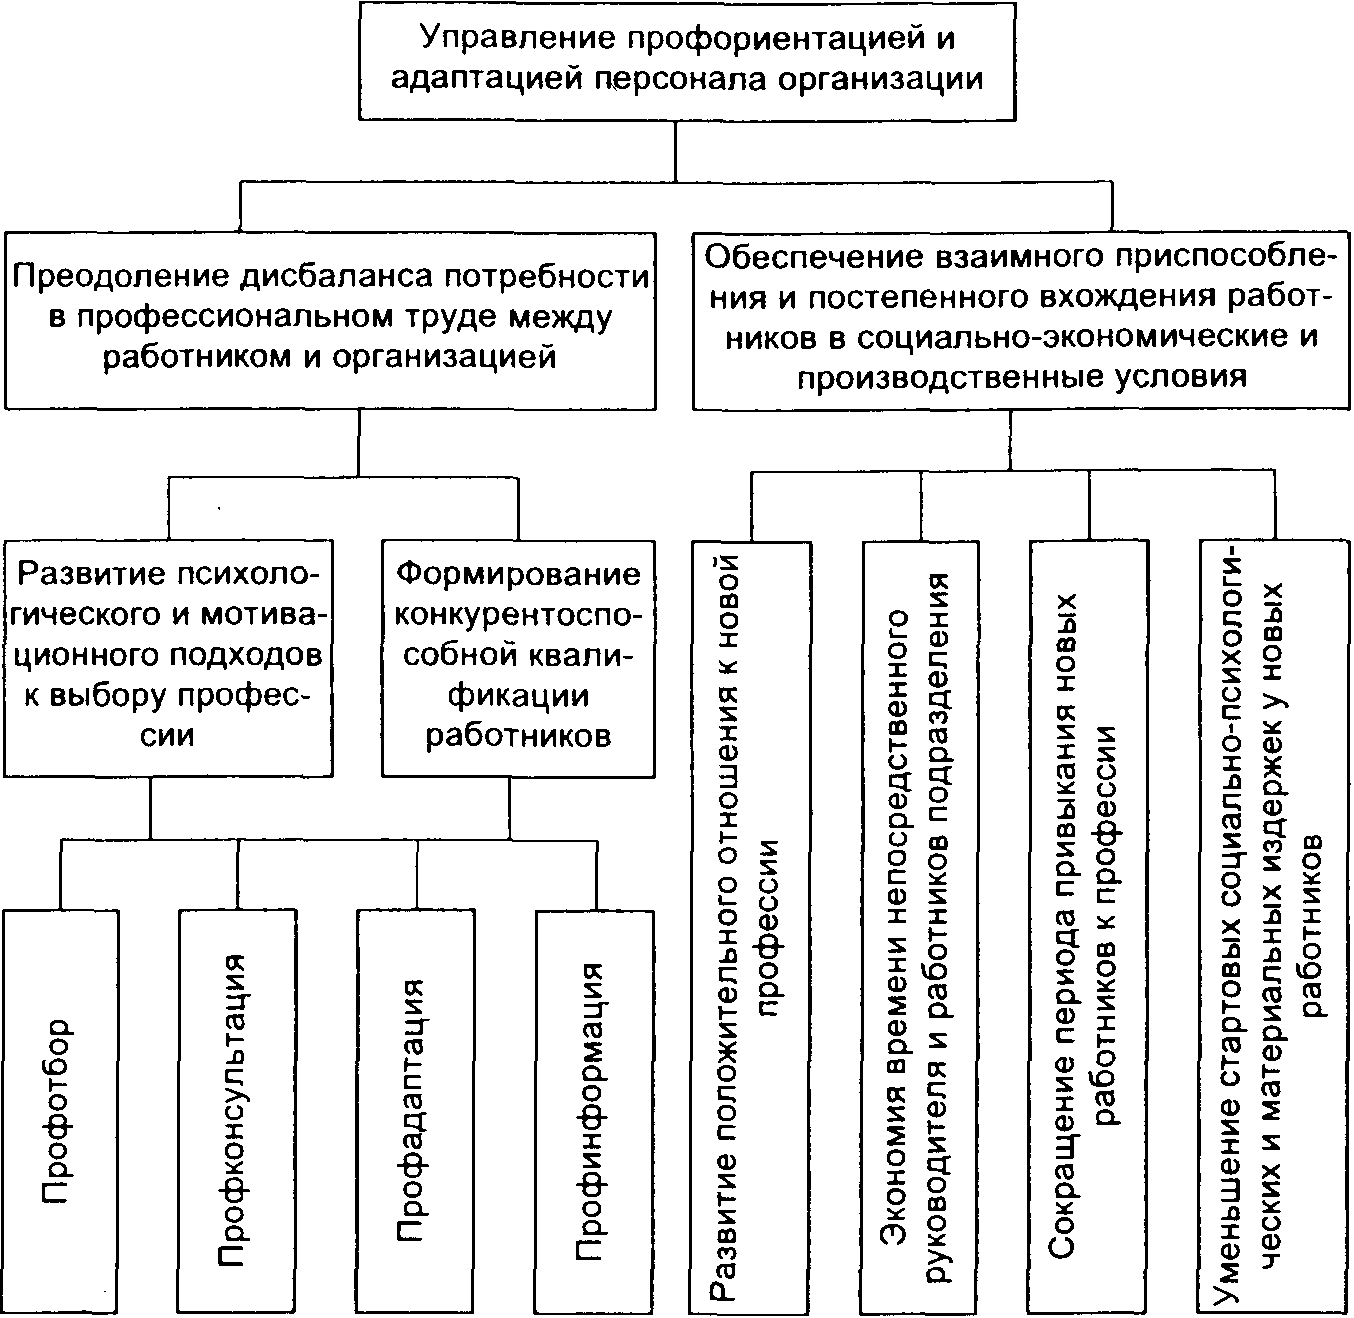 Управление профориентацией и
адаптацией персонала организации
Преодоление дисбаланса потребности
в профессиональном труде между
работником и организацией
Обеспечение взаимного приспособле-
ния и постепенного вхождения работ-
ников в социально-экономические и
производственные условия
Развитие психоло-
гического и мотива-
ционного подходов
к выбору профес-
сии
Формирование
конкурентоспо-
собной квали-
фикации
работников
Профотбор
Профконсультация
Профадаптация
Профинформация
Развитие положительного отношения к новой
профессии
Экономия времени непосредственного
руководителя и работников подразделения
Сокращение периода привыкания новых
работников к профессии
Уменьшение стартовых социально-психологи-
ческих и материальных издержек у новых
работников